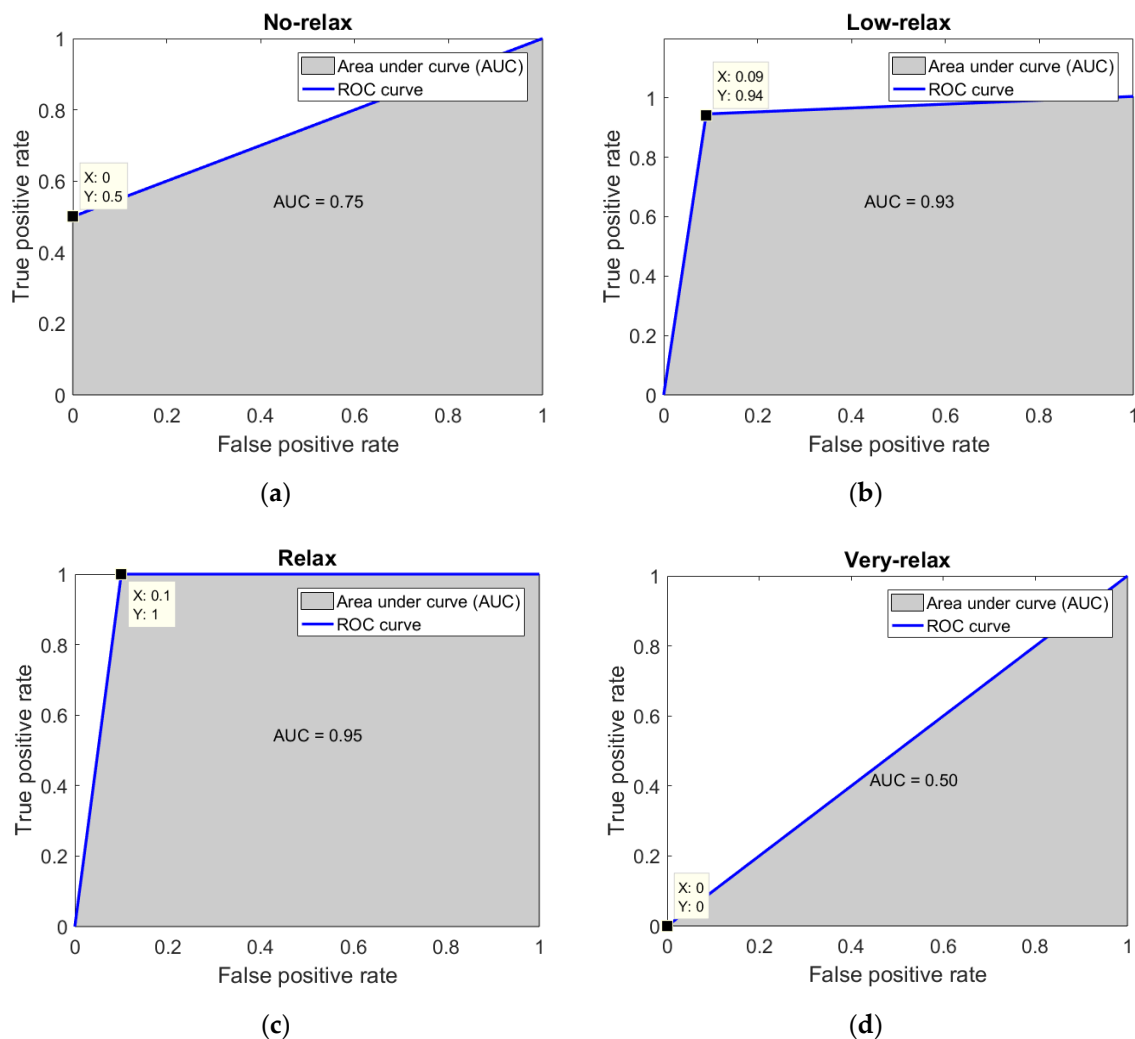 No-relax
Area under curve (AUC)
ROC curve
X: 0
Y: 0.5
AUC = 0.75
True positive rate
1
0.8
0.6
0.4
0.2
0
0 0.2 0.4 0.6 0.8 1
False positive rate
(a)
Low-relax
Area under curve (AUC)
ROC curve
X: 0.09
Y: 0.94
AUC = 0.93
True positive rate
1
0.8
0.6
0.4
0.2
0
0 0.2 0.4 0.6 0.8 1
False positive rate
(b)
Relax
Area under curve (AUC)
ROC curve
X: 0.1
Y: 1
AUC = 0.95
True positive rate
1
0.8
0.6
0.4
0.2
0
0 0.2 0.4 0.6 0.8 1
False positive rate
(c)
Very-relax
Area under curve (AUC)
ROC curve
AUC = 0.50
X: 0
Y: 0
True positive rate
1
0.8
0.6
0.4
0.2
0
0 0.2 0.4 0.6 0.8 1
False positive rate
(d)